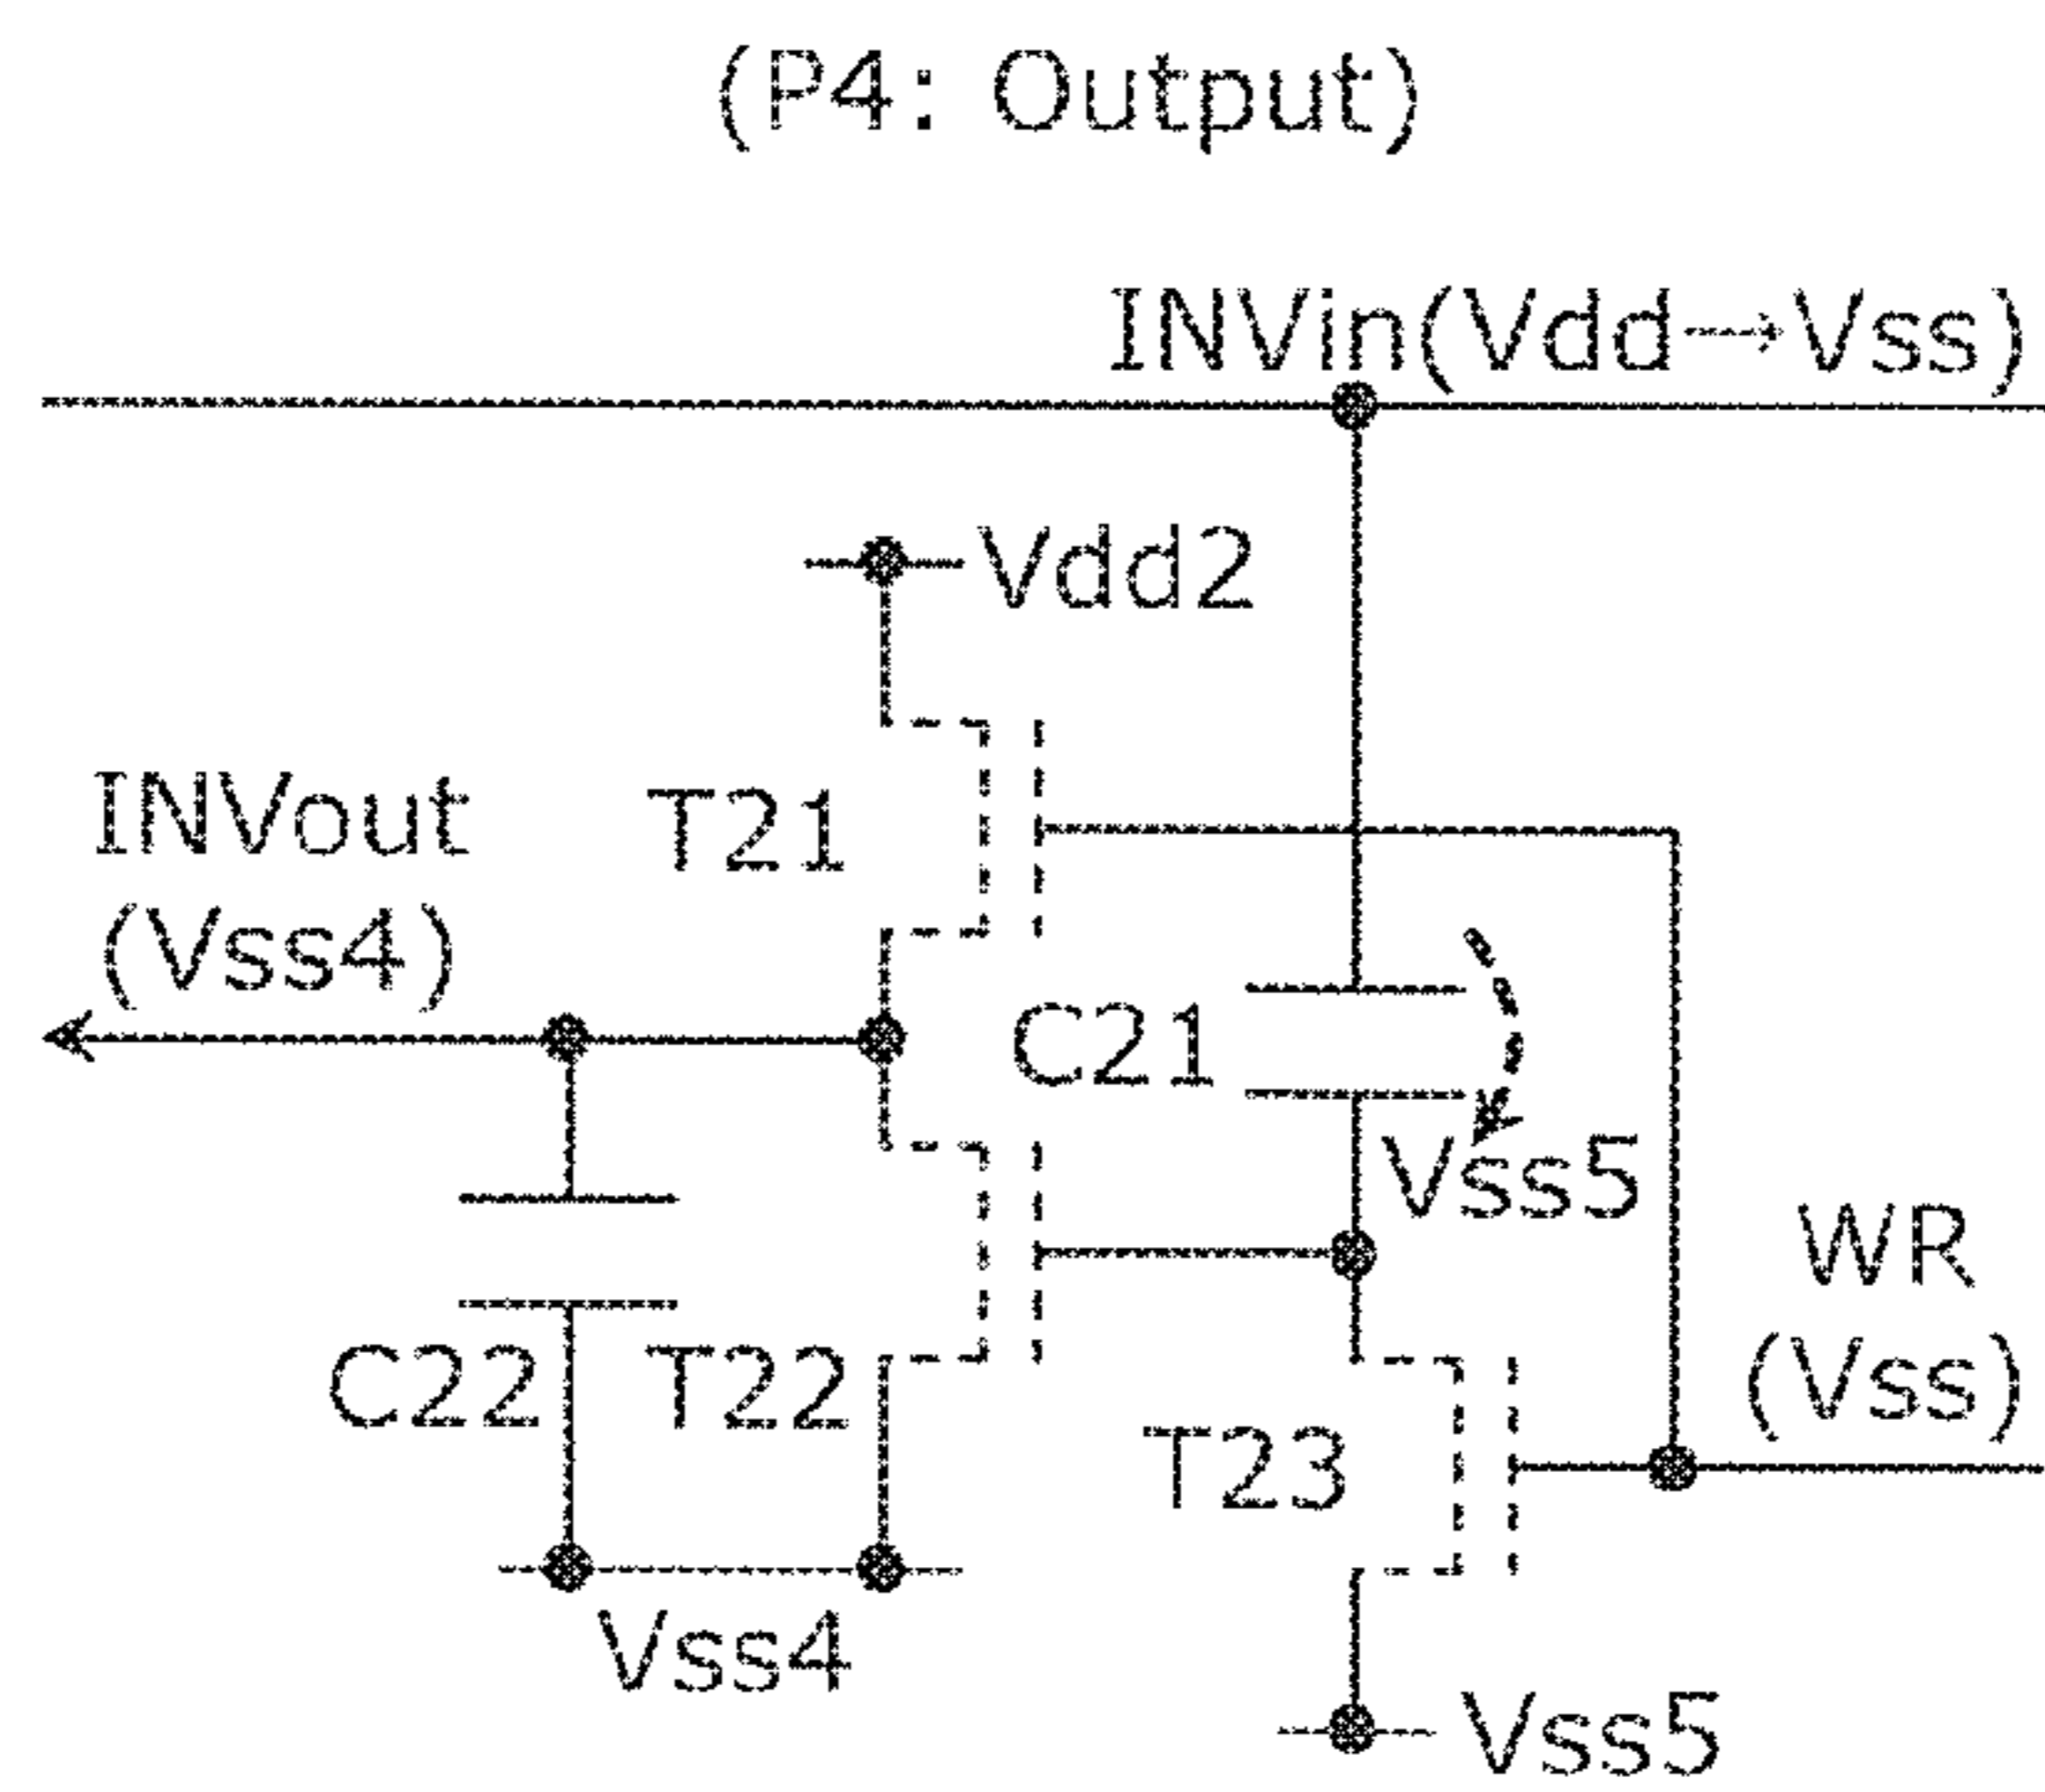 (P4: Output)
INVin(Vdd→Vss)
Vdd2
INVout
(Vss4)
T21
C21
Vss5
WR
(Vss)
C22
T22
T23
Vss4
Vss5